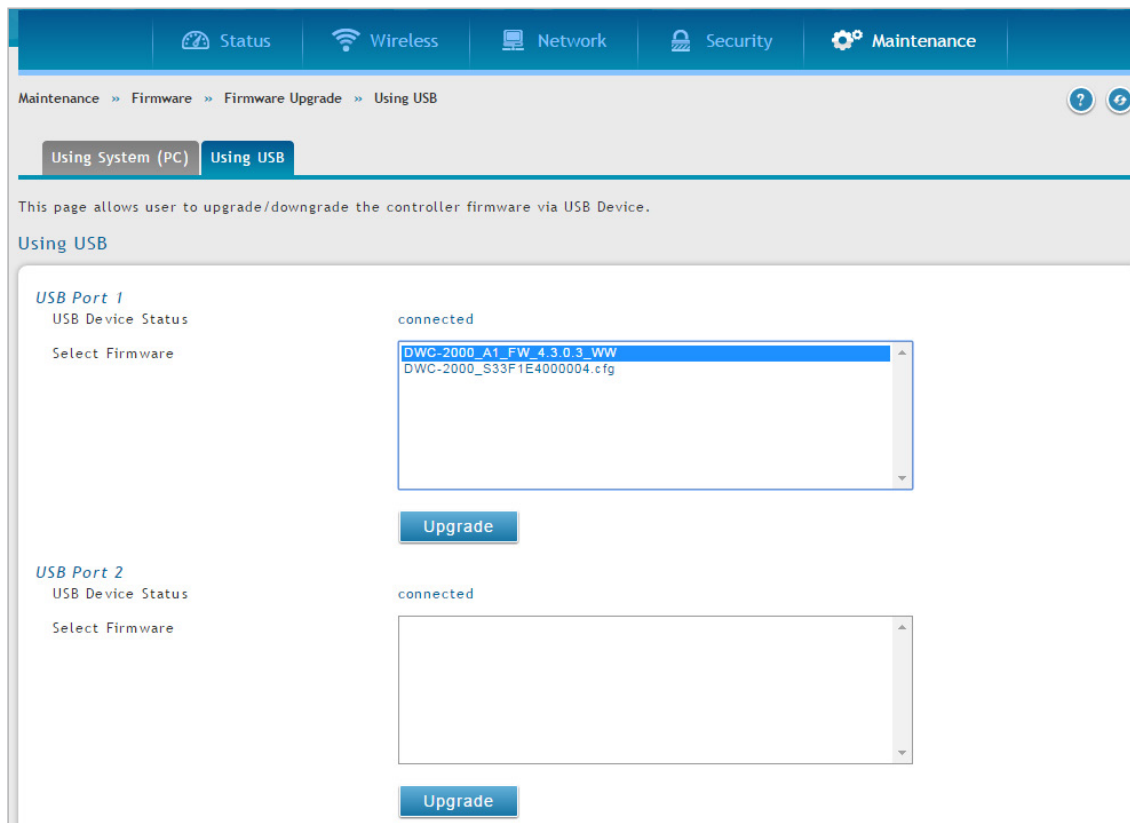 Status Wireless Network Security Maintenance
Maintenance » Firmware » Firmware Upgrade » Using USB ?
Using System (PC) Using USB
This page allows user to upgrade/downgrade the controller firmware via USB Device.
Using USB
USB Port 1
USB Device Status connected
Select Firmware DWC-2000_A1_FW_4.3.0.3_WW
DWC-2000_S33F1E4000004.cfg
Upgrade
USB Port 2
USB Device Status connected
Select Firmware
Upgrade